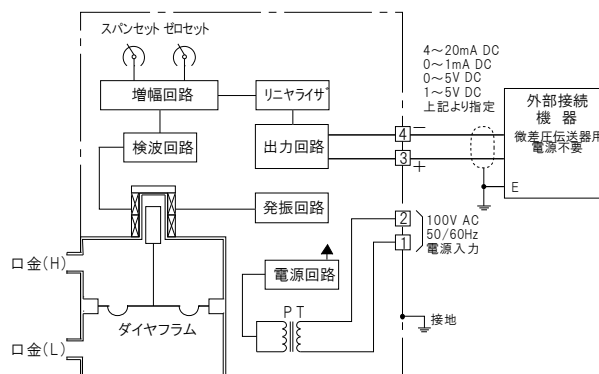 スパンセット ゼロセット
増幅回路
リニヤライザ
検波回路
出力回路
4
−
3
+
4～20mA DC
0～1mA DC
0～5V DC
1～5V DC
上記より指定
外部接続
機 器
微差圧伝送器用
電源不要
E
発振回路
2
1
100V AC
50/60Hz
電源入力
電源回路
口金(H)
PT
接地
ダイヤフラム
口金(L)